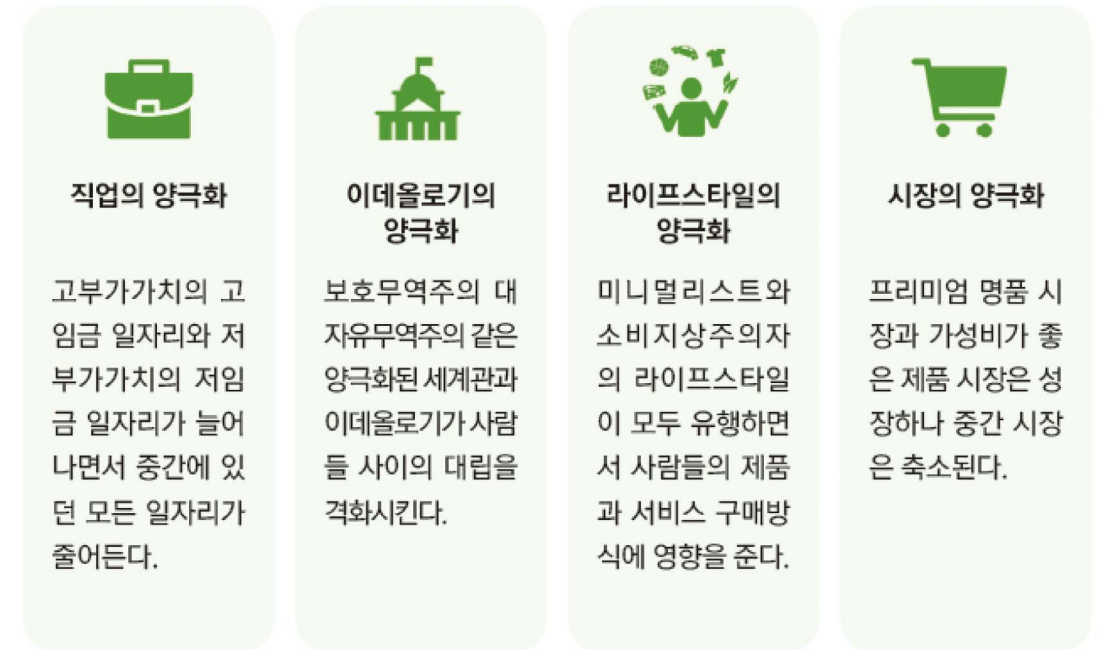 직업의 양극화
고부가가치의 고
임금 일자리와 저
부가가치의 저임
금 일자리가 늘어
나면서 중간에 있
던 모든 일자리가
줄어든다.
이데올로기의
양극화
보호무역주의 대
자유무역주의 같은
양극화된 세계관과
이데올로기가 사람
들 사이의 대립을
격화시킨다.
라이프스타일의
양극화
미니멀리스트와
소비지상주의자
의 라이프스타일
이 모두 유행하면
서 사람들의 제품
과 서비스 구매방
식에 영향을 준다.
시장의 양극화
프리미엄 명품 시
장과 가성비가 좋
은 제품 시장은 성
장하나 중간 시장
은 축소된다.